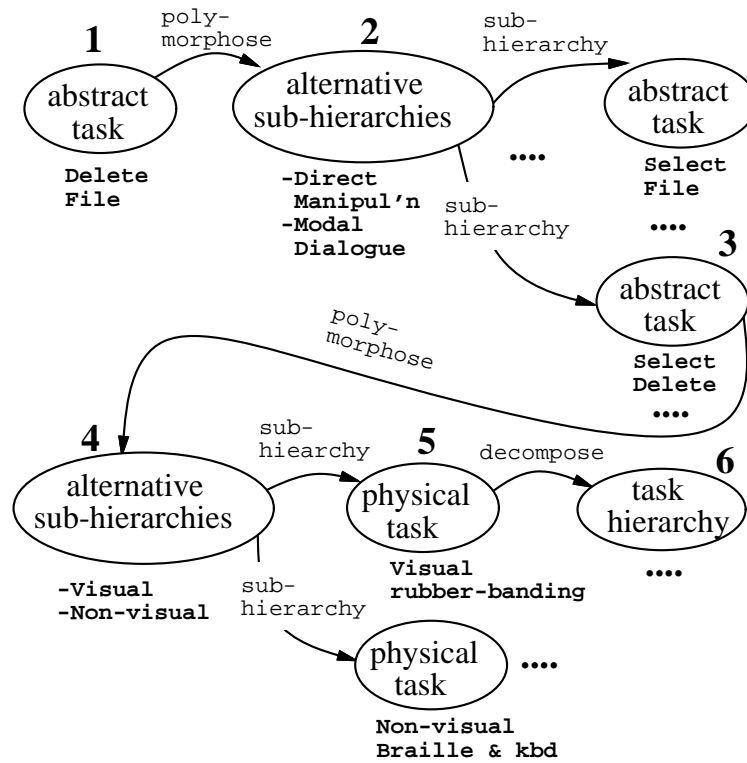 1
poly-
morphose
2
sub-
hierarchy
abstract
task
alternative
sub-hierarchies
abstract
task
Delete
File
-Direct
Manipul'n
-Modal
Dialogue
....
Select
File
....
sub-
hierarchy
3
abstract
task
poly-
morphose
Select
Delete
....
4
sub-
hiearchy
5
decompose
6
alternative
sub-hierarchies
physical
task
task
hierarchy
-Visual
-Non-visual
sub-
hierarchy
Visual
rubber-banding
....
physical
task
....
Non-visual
Braille & kbd